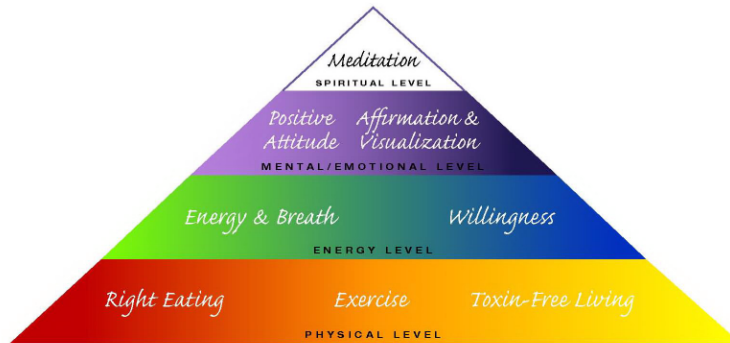 Meditation
SPIRITUAL LEVEL
Positive Affirmation &
Attitude Visualization
MENTAL/EMOTIONAL LEVEL
Energy & Breath Willingness
ENERGY LEVEL
Right Eating Exercise Toxin-Free Living
PHYSICAL LEVEL